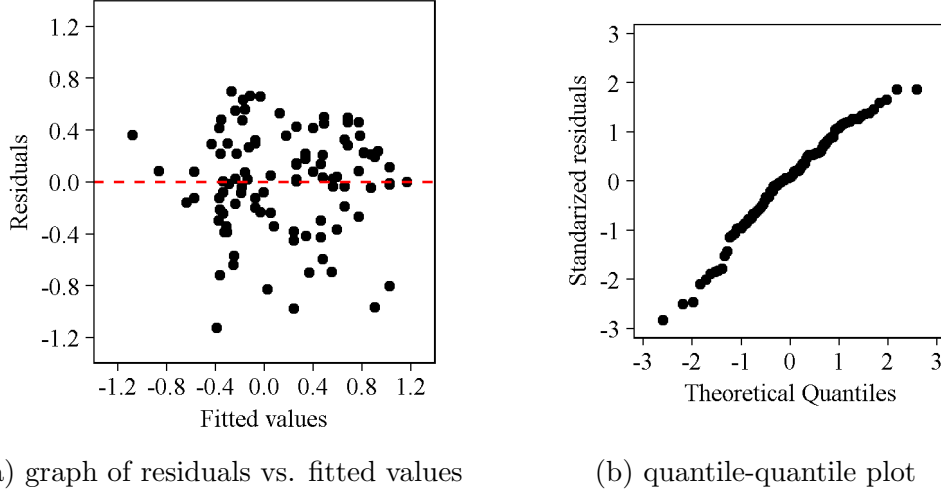 1.2
0.8
0.4
0.0
-0.4
-0.8
-1.2
Residuals
-1.2 -0.8 -0.4 0.0 0.4 0.8 1.2
Fitted values
) graph of residuals vs. fitted values
3
2
1
0
-1
-2
-3
Standarized residuals
-3 -2 -1 0 1 2 3
Theoretical Quantiles
(b) quantile-quantile plot